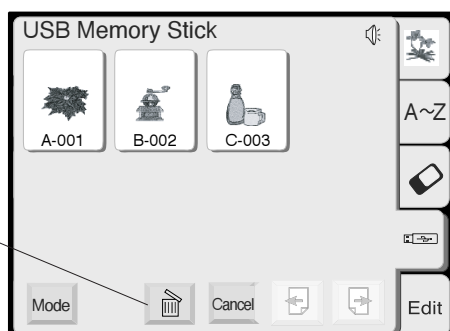 USB Memory Stick
A~Z
A-001 B-002 C-003
Mode Cancel Edit